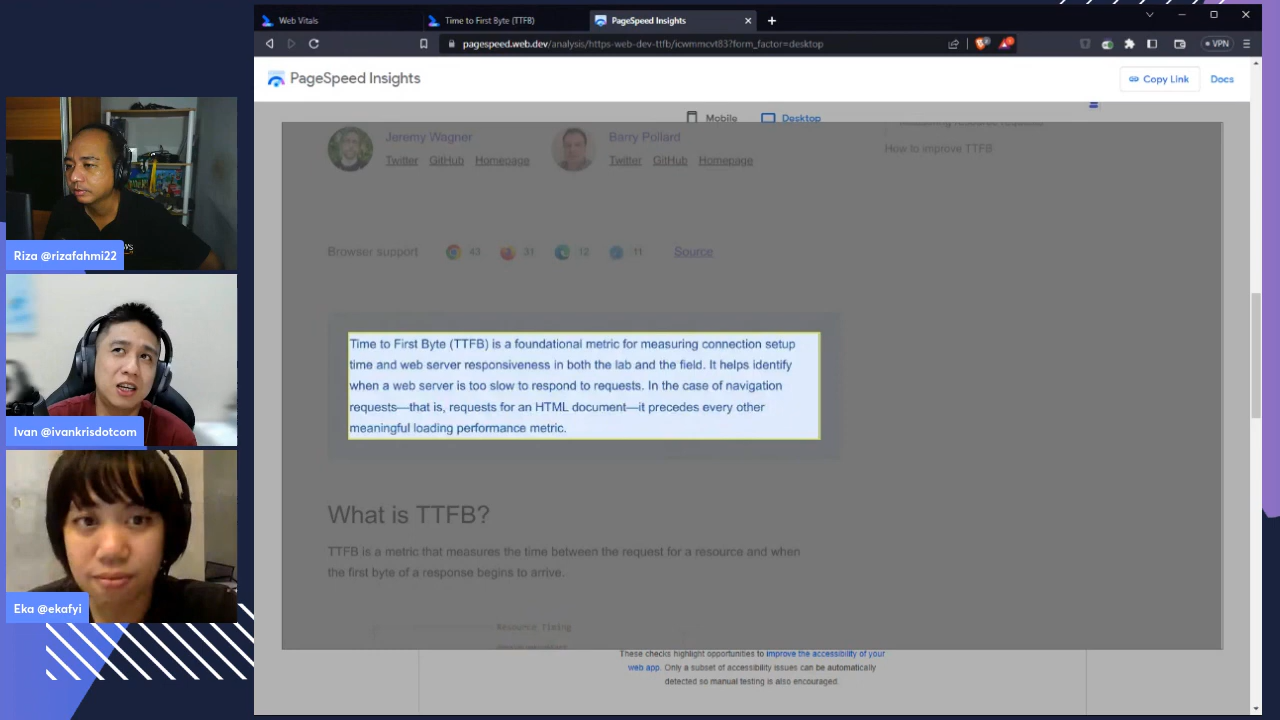 Web Vitals
Time to First Byte (TTFB)
PageSpeed Insights
pagespeed.web.dev/analysis/https-web-dev-ttfb/icwmmcvt83?form_factor=desktop
VPN
PageSpeed Insights
Copy Link
Docs
Mobile
Desktop
Jeremy Wagner
Twitter GitHub Homepage
Barry Pollard
Twitter GitHub Homepage
How to improve TTFB
Browser support 43 31 12 11 Source
Time to First Byte (TTFB) is a foundational metric for measuring connection setup
time and web server responsiveness in both the lab and the field. It helps identify
when a web server is too slow to respond to requests. In the case of navigation
requests—that is, requests for an HTML document—it precedes every other
meaningful loading performance metric.
What is TTFB?
TTFB is a metric that measures the time between the request for a resource and when
the first byte of a response begins to arrive.
Resource Timing
These checks highlight opportunities to improve the accessibility of your
web app. Only a subset of accessibility issues can be automatically
detected so manual testing is also encouraged.
Riza @rizafahmi22
Ivan @ivankrisdotcom
Eka @ekafyi